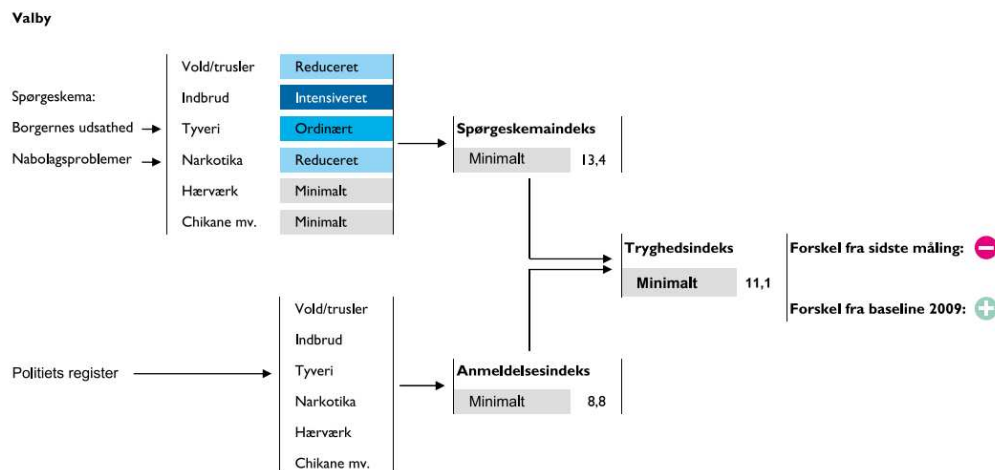 Valby
Spørgeskema:
Borgernes udsathed
Nabolagsproblemer
Vold/trusler Reduceret
Indbrud Intensiveret
Tyveri Ordinært
Narkotika Reduceret
Hærværk Minimalt
Chikane mv. Minimalt
Spørgeskemaindeks
Minimalt 13,4
Tryghedsindeks
Minimalt 11,1
Forskel fra sidste måling:
Forskel fra baseline 2009:
Politiets register
Vold/trusler
Indbrud
Tyveri
Narkotika
Hærværk
Chikane mv.
Anmeldelsesindeks
Minimalt 8,8